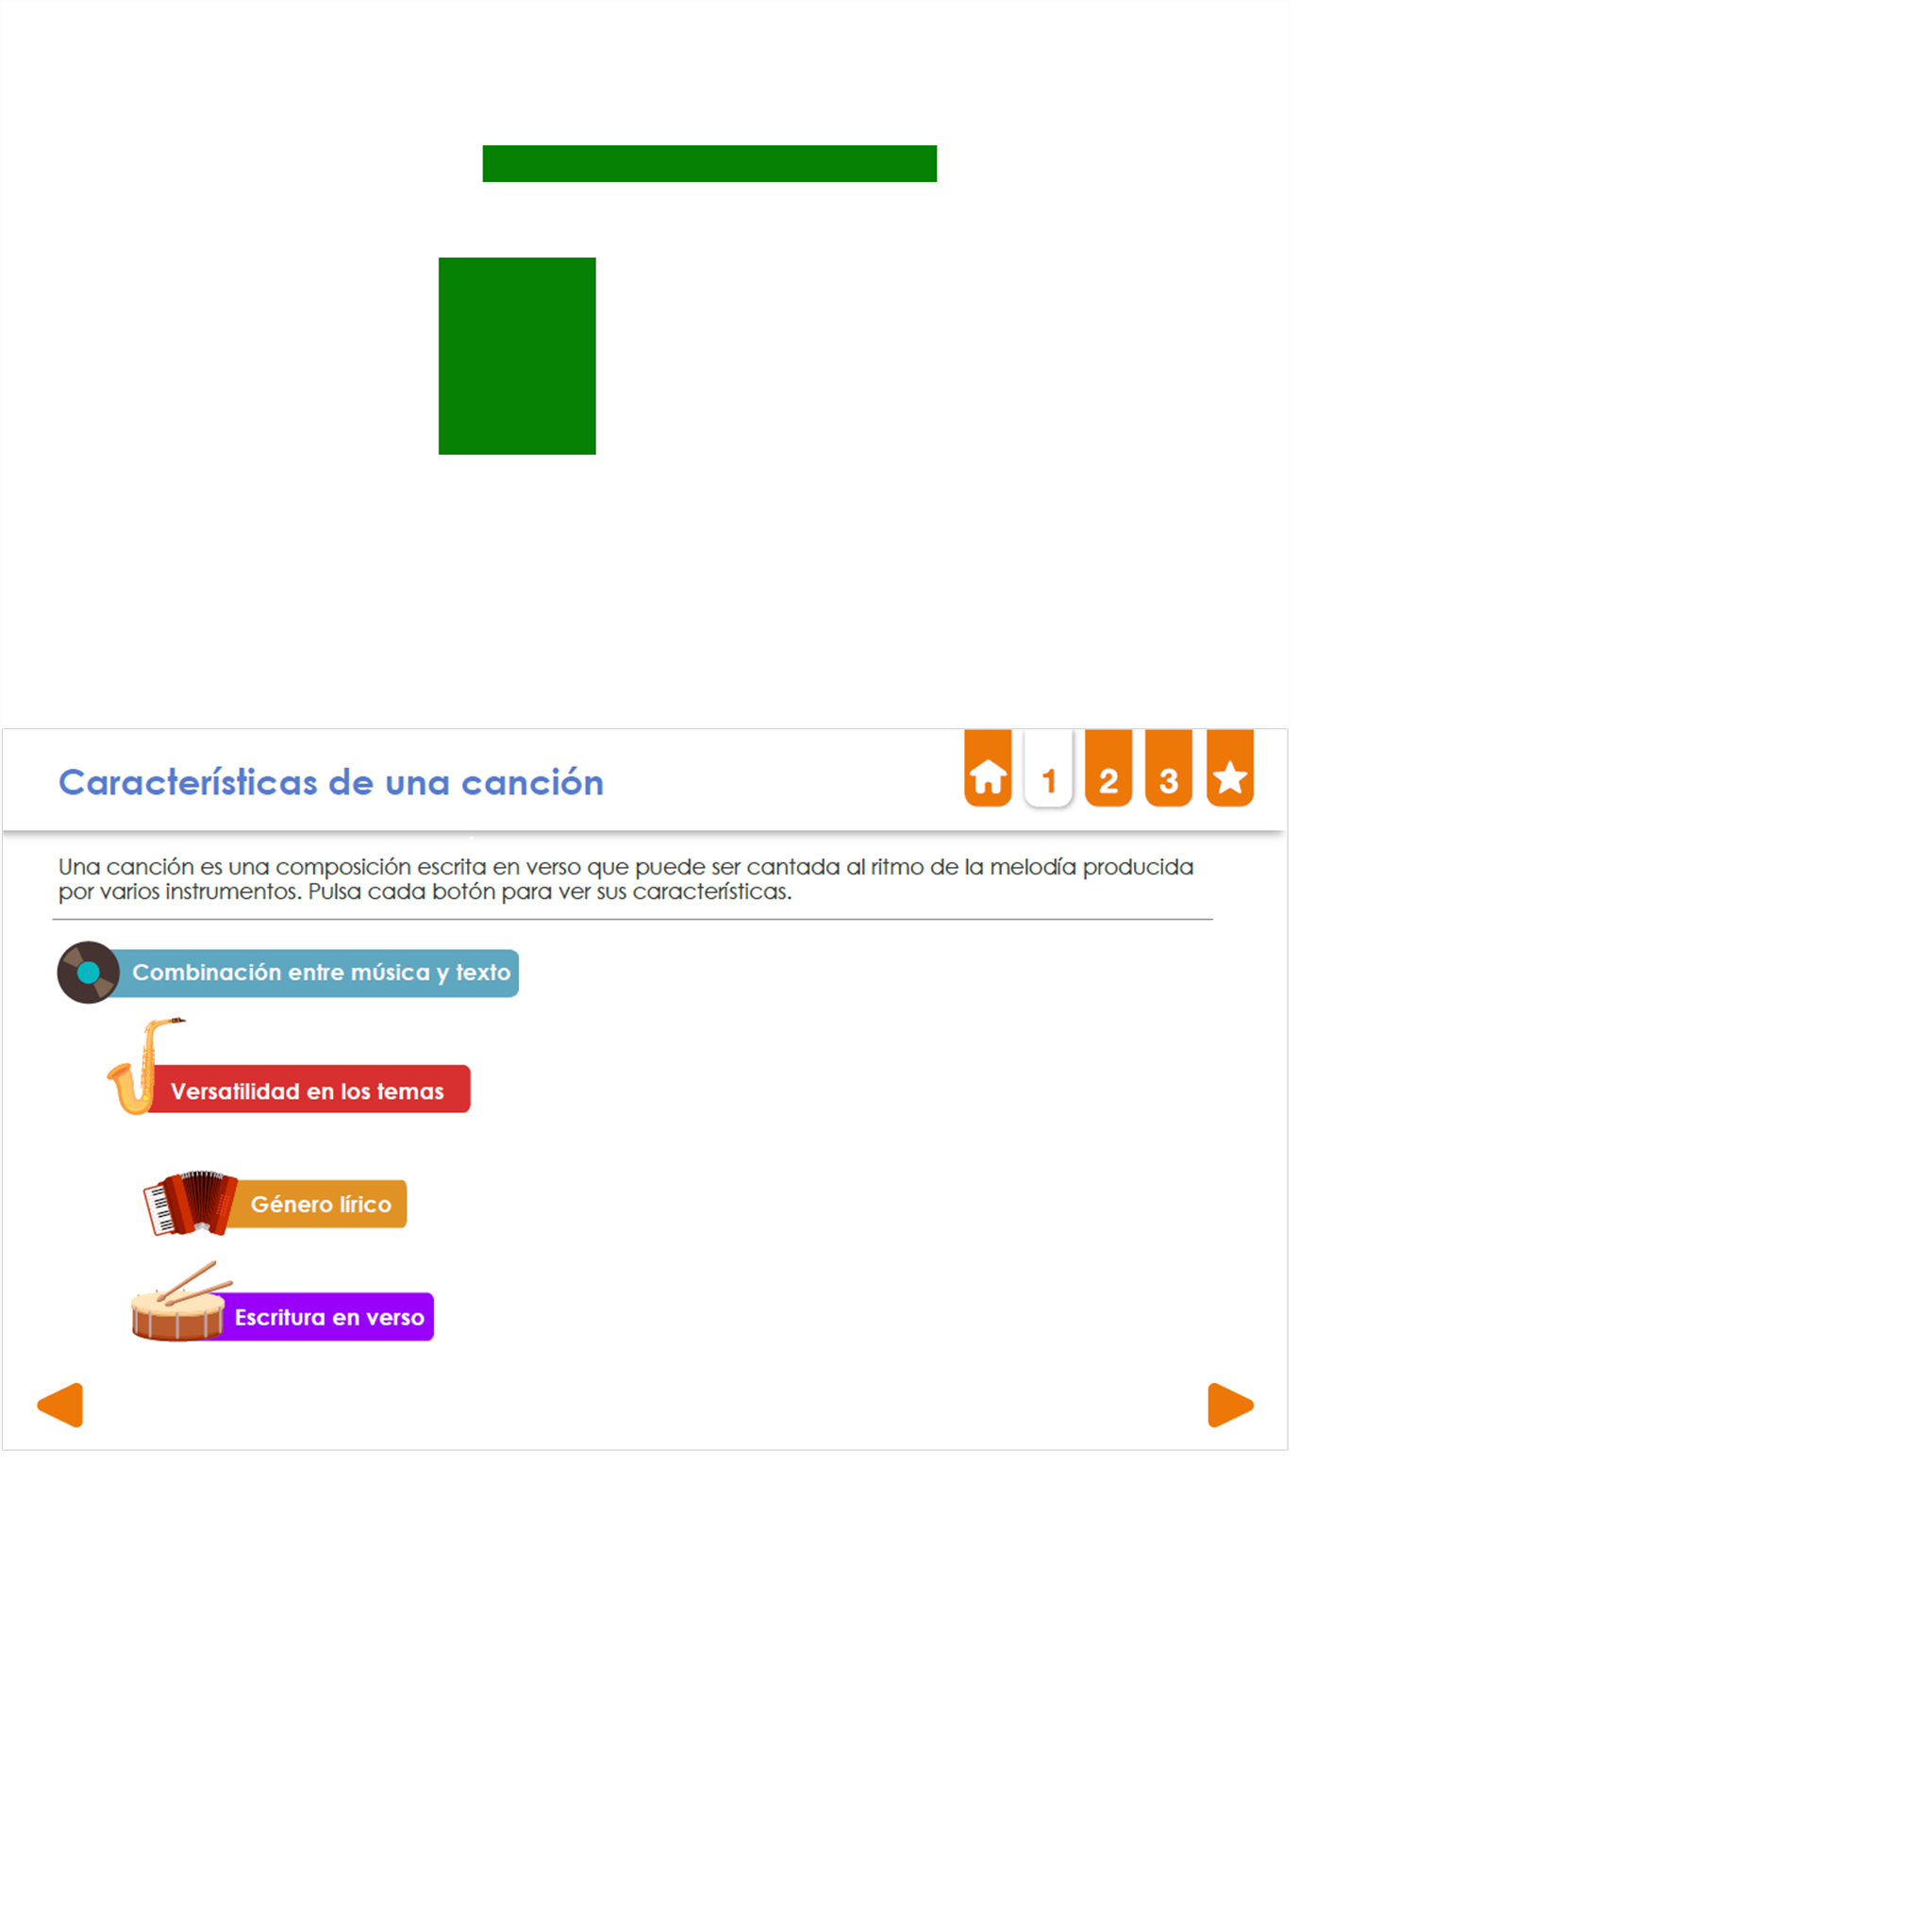 Características de una canción
1
2
3
Una canción es una composición escrita en verso que puede ser cantada al ritmo de la melodía producida
por varios instrumentos. Pulsa cada botón para ver sus características.
Combinación entre música y texto
Versatilidad en los temas
Género lírico
Escritura en verso